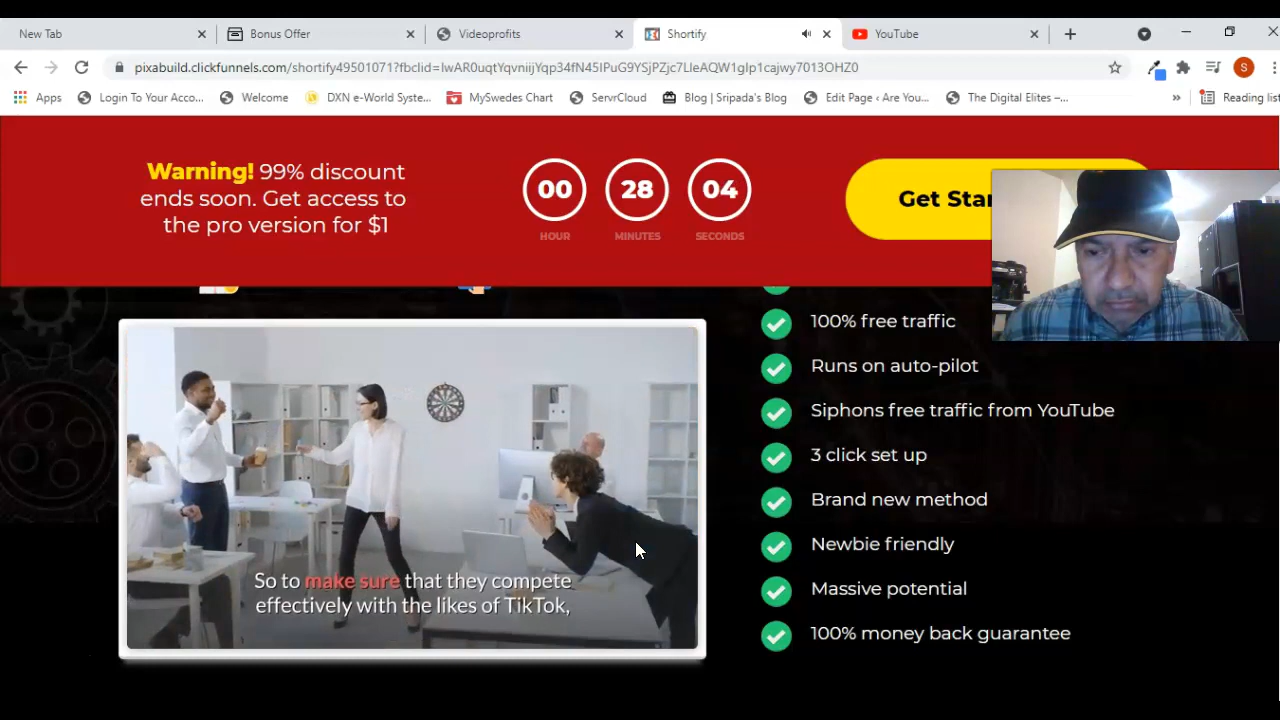 New Tab
Bonus Offer
Videoprofits
Shortify
YouTube
pixabuild.clickfunnels.com/shortify49501071?fbclid=
Apps
Login To Your Acco...
Welcome
DXN e-World Syste...
MySwedes Chart
ServrCloud
Blog | Sripada's Blog
Edit Page ‹ Are You...
The Digital Elites –...
»
Reading list
S
Warning! 99% discount
ends soon. Get access to
the pro version for $1
00 28 04
HOUR MINUTES SECONDS
Get Star
100% free traffic
Runs on auto-pilot
Siphons free traffic from YouTube
3 click set up
Brand new method
Newbie friendly
Massive potential
100% money back guarantee
So to make sure that they compete
effectively with the likes of TikTok,